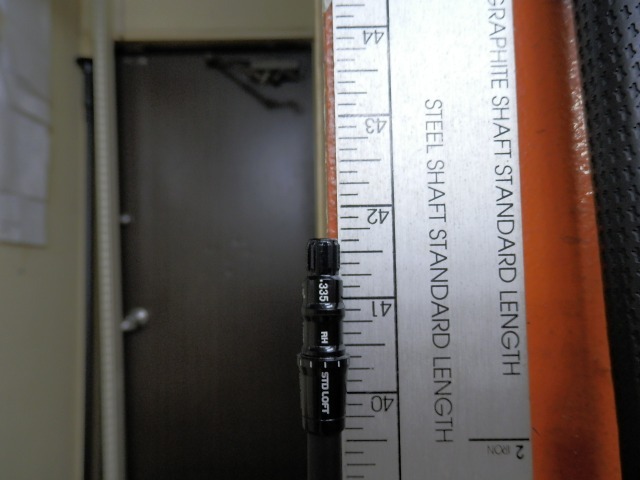 GRAPHITE SHAFT STANDARD LENGTH
STEEL SHAFT STANDARD LENGTH
44
43
42
41
40
2 IRON
.335
RH
STD LOFT